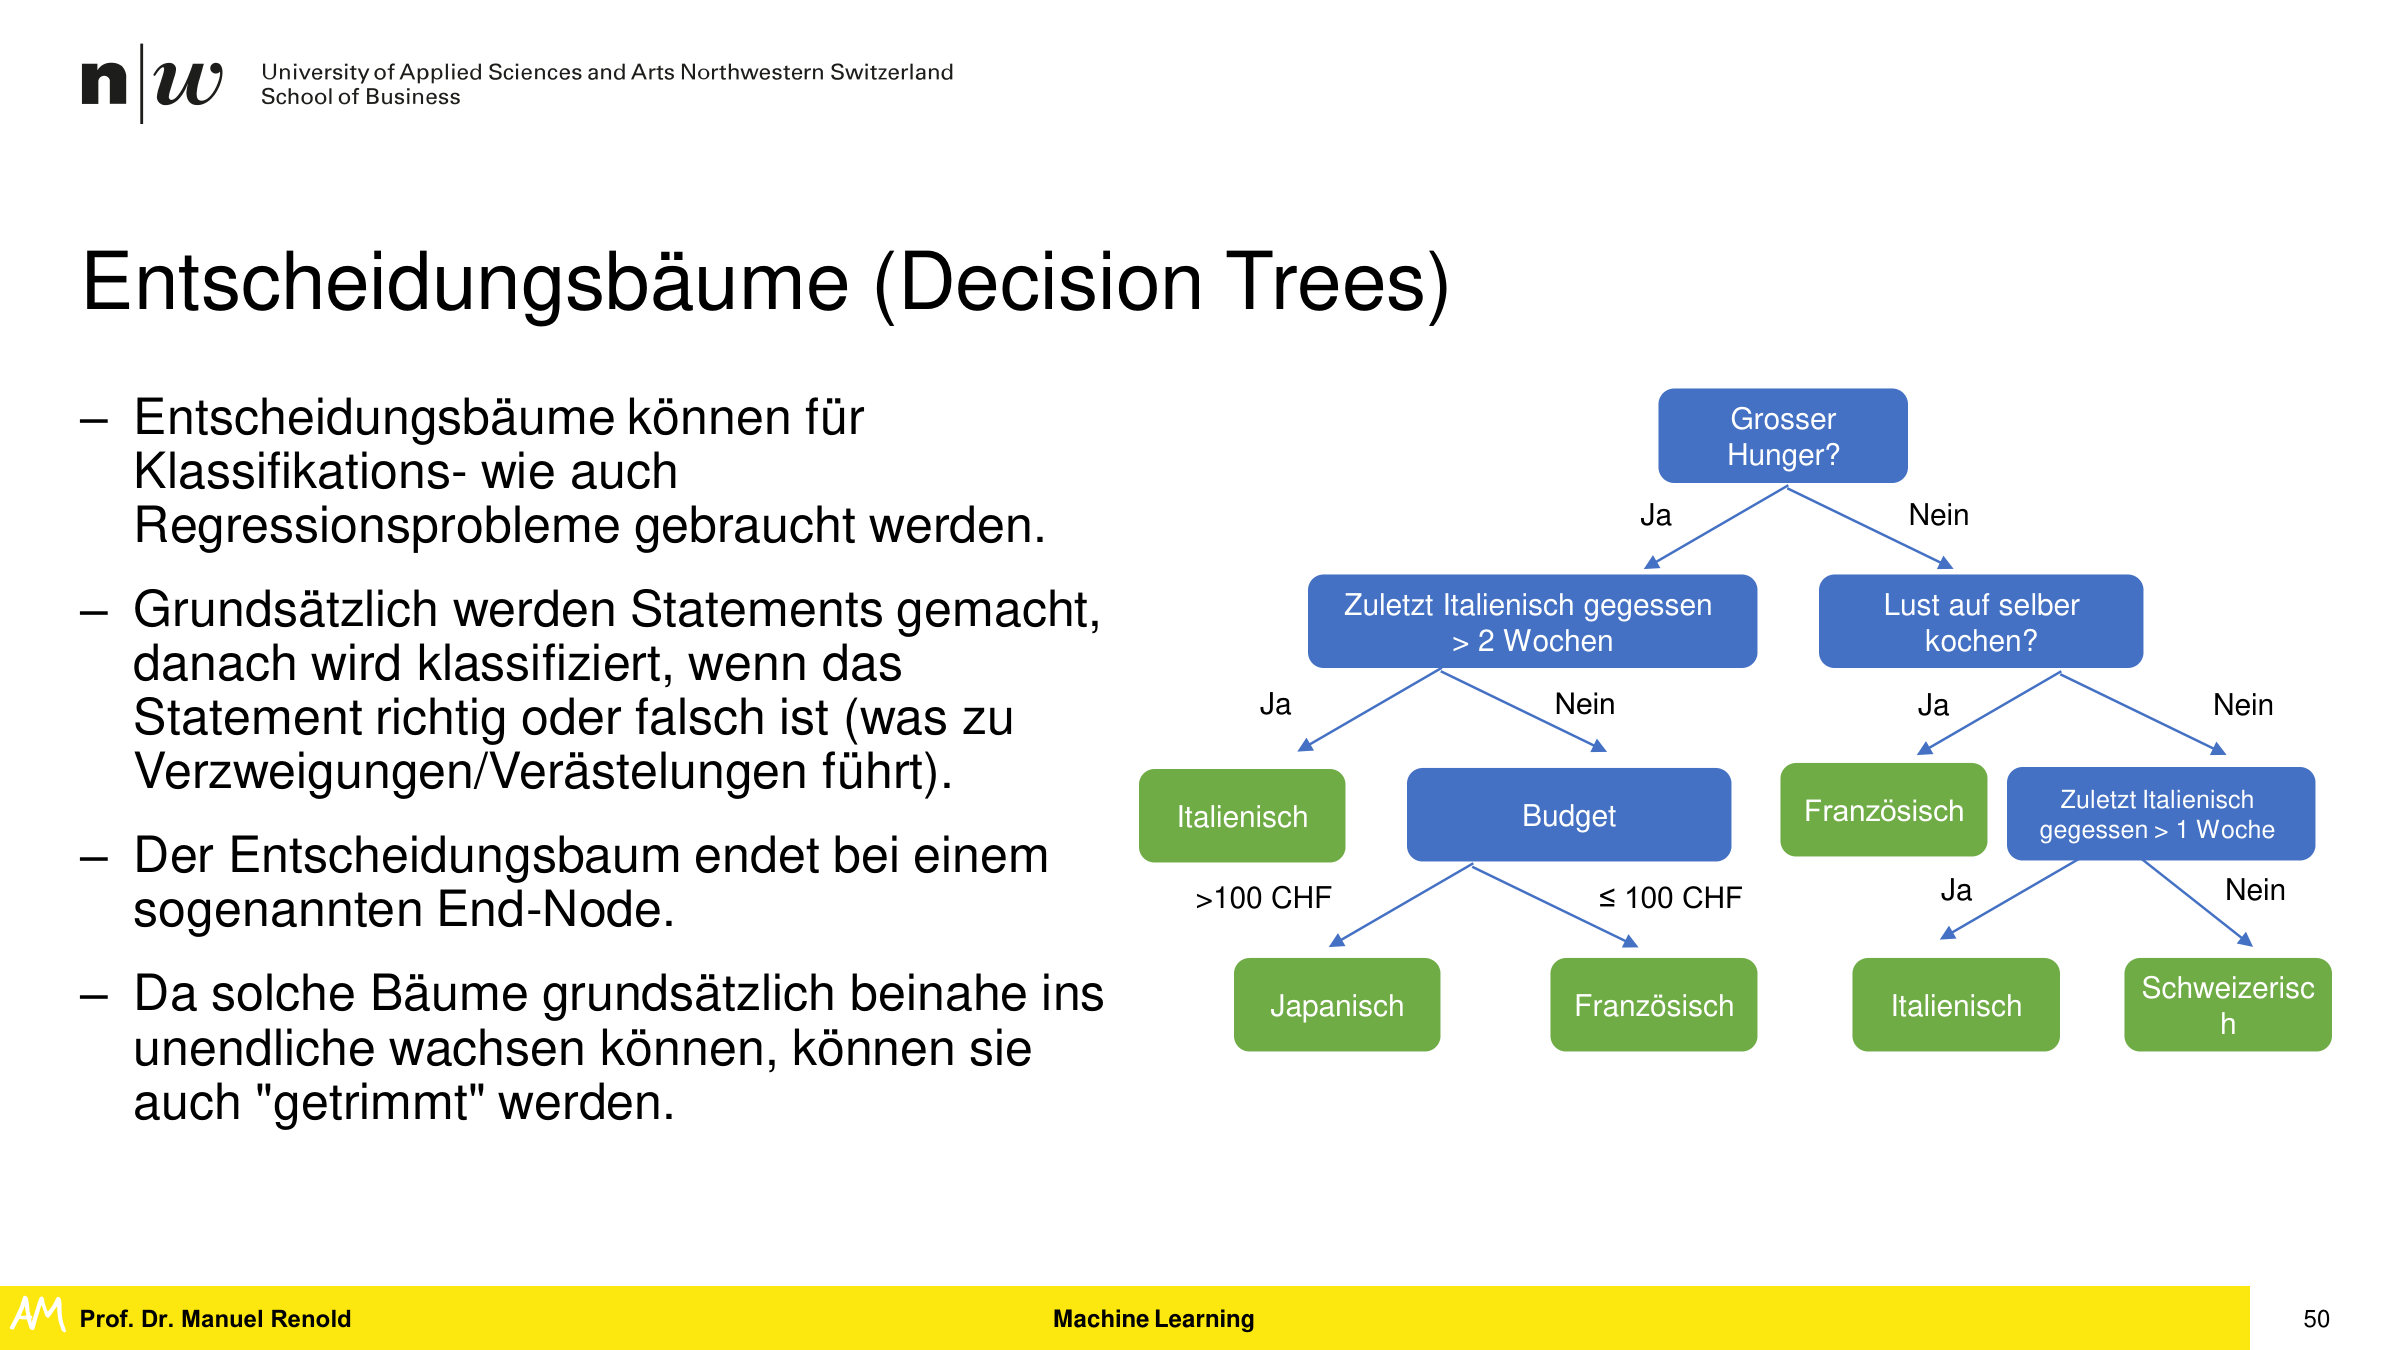 n|w University of Applied Sciences and Arts Northwestern Switzerland
School of Business
Entscheidungsbäume (Decision Trees)
– Entscheidungsbäume können für
Klassifikations- wie auch
Regressionsprobleme gebraucht werden.
– Grundsätzlich werden Statements gemacht,
danach wird klassifiziert, wenn das
Statement richtig oder falsch ist (was zu
Verzweigungen/Verästelungen führt).
– Der Entscheidungsbaum endet bei einem
sogenannten End-Node.
– Da solche Bäume grundsätzlich beinahe ins
unendliche wachsen können, können sie
auch "getrimmt" werden.
Grosser
Hunger?
Ja
Nein
Zuletzt Italienisch gegessen
> 2 Wochen
Lust auf selber
kochen?
Ja
Nein
Ja
Nein
Italienisch
Budget
Französisch
Zuletzt Italienisch
gegessen > 1 Woche
>100 CHF
≤ 100 CHF
Ja
Nein
Japanisch
Französisch
Italienisch
Schweizerisc
h
AM Prof. Dr. Manuel Renold
Machine Learning
50